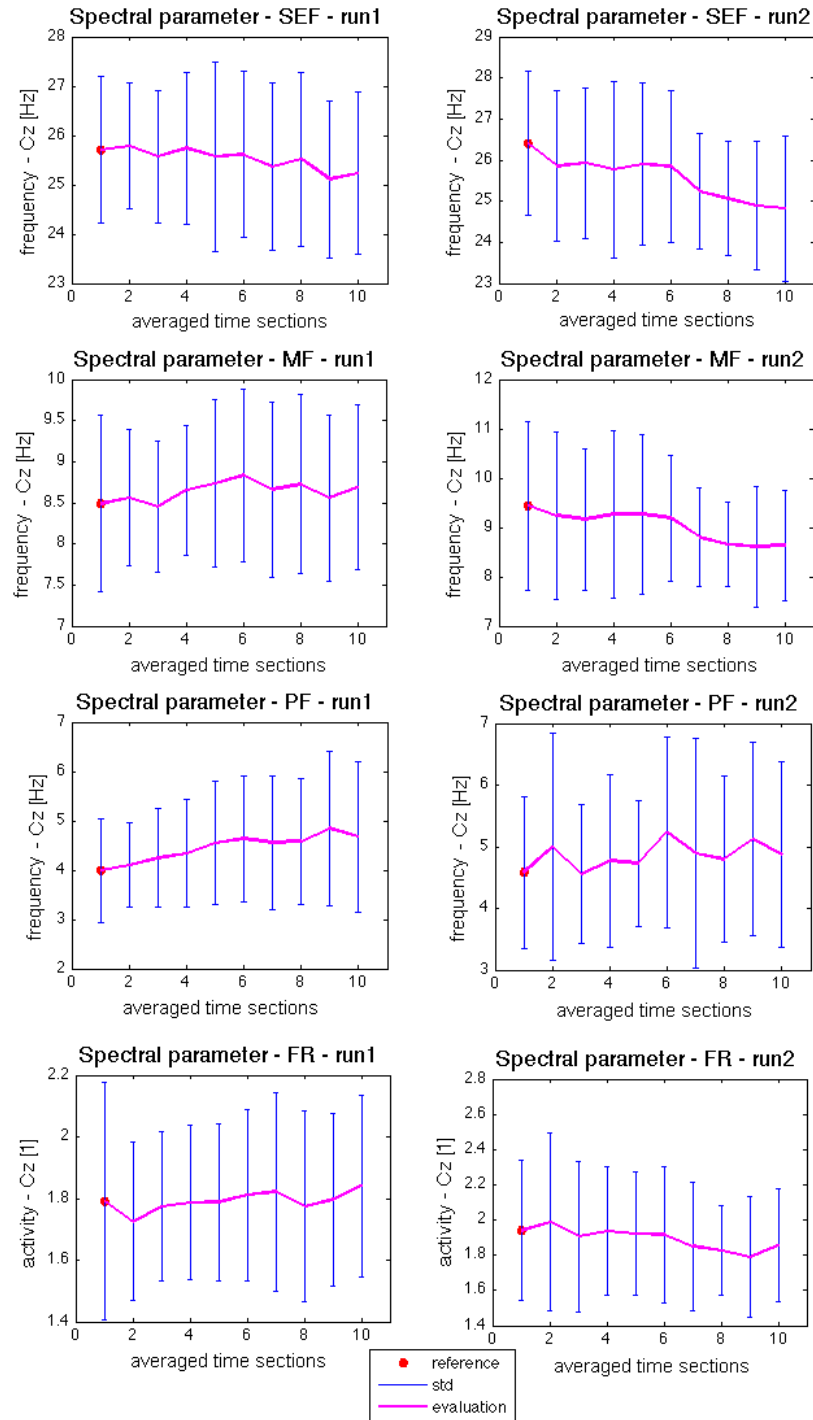 Spectral parameter - SEF - run1
28
27
26
25
24
23
0 2 4 6 8 10
frequency - Cz [Hz]
averaged time sections
Spectral parameter - SEF - run2
29
28
27
26
25
24
23
0 2 4 6 8 10
frequency - Cz [Hz]
averaged time sections
Spectral parameter - MF - run1
10
9.5
9
8.5
8
7.5
7
0 2 4 6 8 10
frequency - Cz [Hz]
averaged time sections
Spectral parameter - MF - run2
12
11
10
9
8
7
6
0 2 4 6 8 10
frequency - Cz [Hz]
averaged time sections
Spectral parameter - PF - run1
7
6
5
4
3
2
0 2 4 6 8 10
frequency - Cz [Hz]
averaged time sections
Spectral parameter - PF - run2
7
6
5
4
3
0 2 4 6 8 10
frequency - Cz [Hz]
averaged time sections
Spectral parameter - FR - run1
2.2
2
1.8
1.6
1.4
0 2 4 6 8 10
activity - Cz [1]
averaged time sections
Spectral parameter - FR - run2
2.8
2.6
2.4
2.2
2
1.8
1.6
1.4
0 2 4 6 8 10
activity - Cz [1]
averaged time sections
reference
std
evaluation